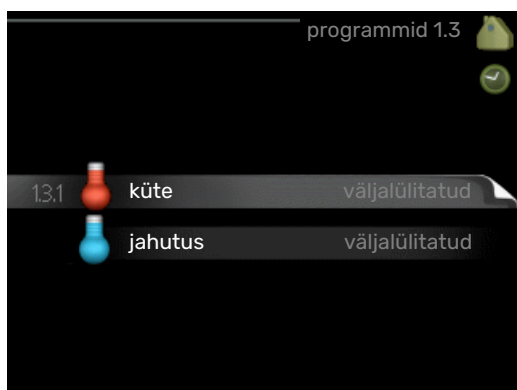 programmid 1.3
1.3.1 küte väljalülitatud
jahutus väljalülitatud